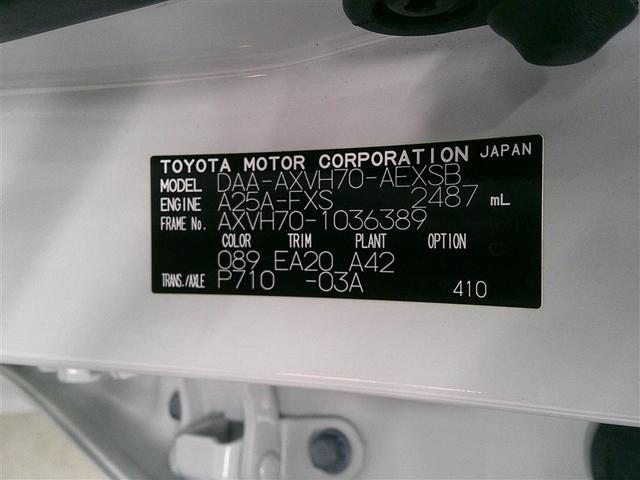 TOYOTA MOTOR CORPORATION JAPAN
MODEL DAA-AXVH70-AEXSB
ENGINE A25A-FXS 2487 mL
FRAME No. AXVH70-1036389
COLOR TRIM PLANT OPTION
089 EA20 A42
TRANS./AXLE P710 -03A 410